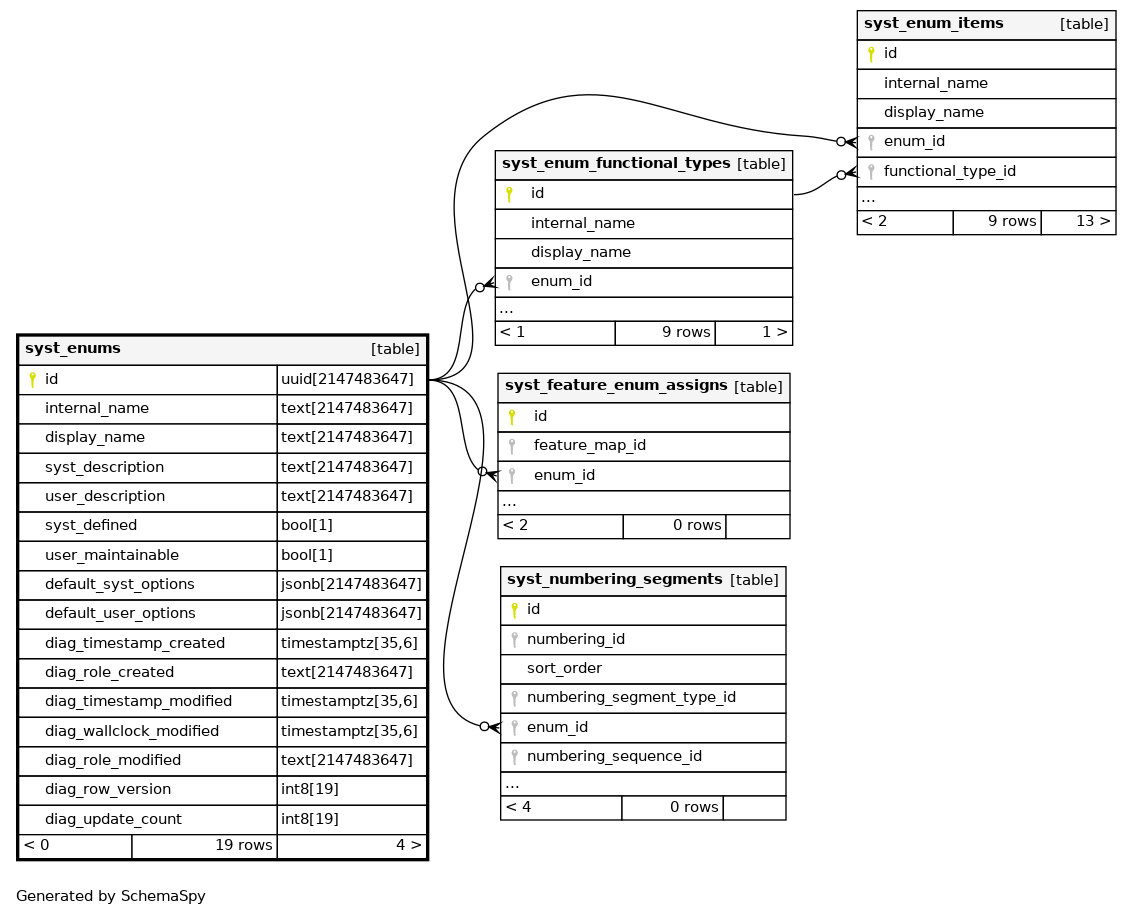 syst_enum_items [table]
id
internal_name
display_name
enum_id
functional_type_id
...
< 2 9 rows 13 >
syst_enum_functional_types [table]
id
internal_name
display_name
enum_id
...
< 1 9 rows 1 >
syst_enums [table]
id uuid[2147483647]
internal_name text[2147483647]
display_name text[2147483647]
syst_description text[2147483647]
user_description text[2147483647]
syst_defined bool[1]
user_maintainable bool[1]
default_syst_options jsonb[2147483647]
default_user_options jsonb[2147483647]
diag_timestamp_created timestamptz[35,6]
diag_role_created text[2147483647]
diag_timestamp_modified timestamptz[35,6]
diag_wallclock_modified timestamptz[35,6]
diag_role_modified text[2147483647]
diag_row_version int8[19]
diag_update_count int8[19]
< 0 19 rows 4 >
syst_feature_enum_assigns [table]
id
feature_map_id
enum_id
...
< 2 0 rows
syst_numbering_segments [table]
id
numbering_id
sort_order
numbering_segment_type_id
enum_id
numbering_sequence_id
...
< 4 0 rows
Generated by SchemaSpy